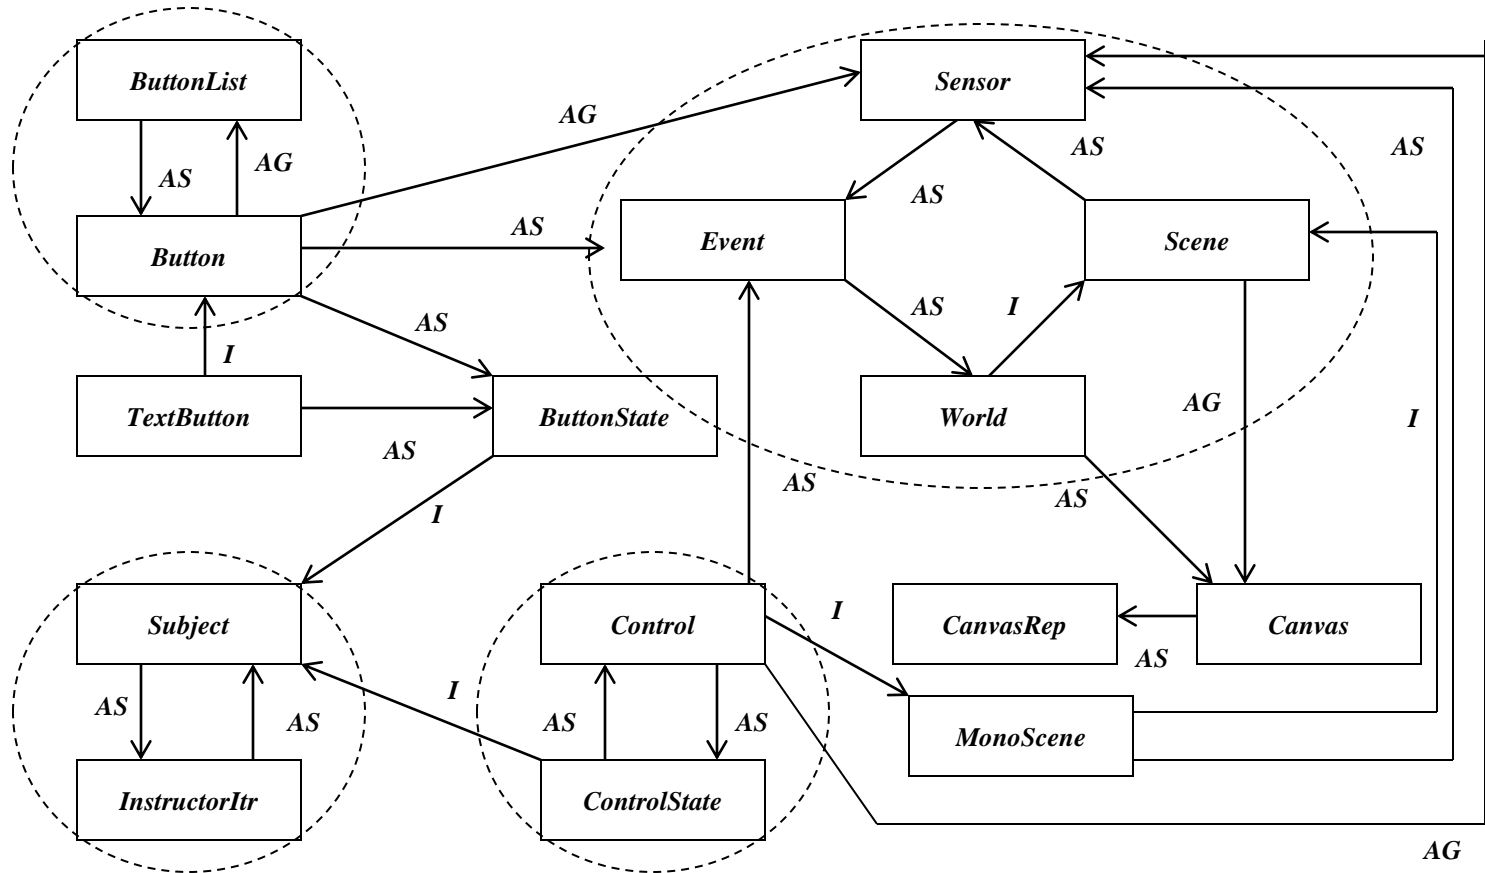 ButtonList
Sensor
AG
AS
AS
AS
AG
AS
AS
Event
Scene
Button
AS
AS
I
I
TextButton
ButtonState
World
AG
I
AS
AS
AS
I
Subject
Control
I
CanvasRep
Canvas
AS
I
AS
AS
AS
AS
MonoScene
InstructorItr
ControlState
AG